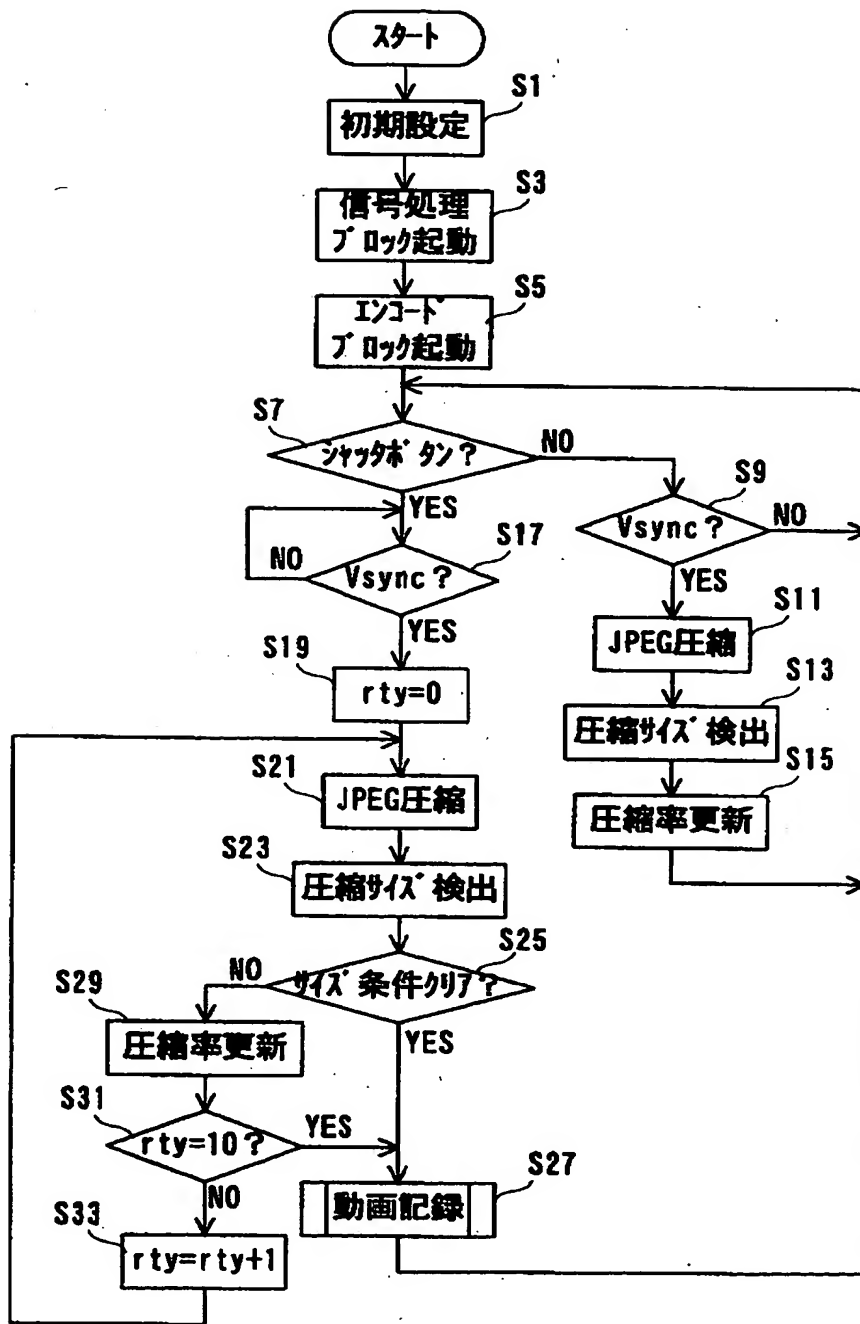 スタート
S1
初期設定
S3
信号処理
ブロック起動
S5
エンコード
ブロック起動
S7
シャッタボタン？
NO
YES
S9
Vsync？
NO
YES
S17
Vsync？
NO
YES
S11
JPEG圧縮
S19
rty=0
S13
圧縮サイズ検出
S21
JPEG圧縮
S15
圧縮率更新
S23
圧縮サイズ検出
S25
サイズ条件クリア？
NO
YES
S29
圧縮率更新
S31
rty=10？
YES
NO
S27
動画記録
S33
rty=rty+1